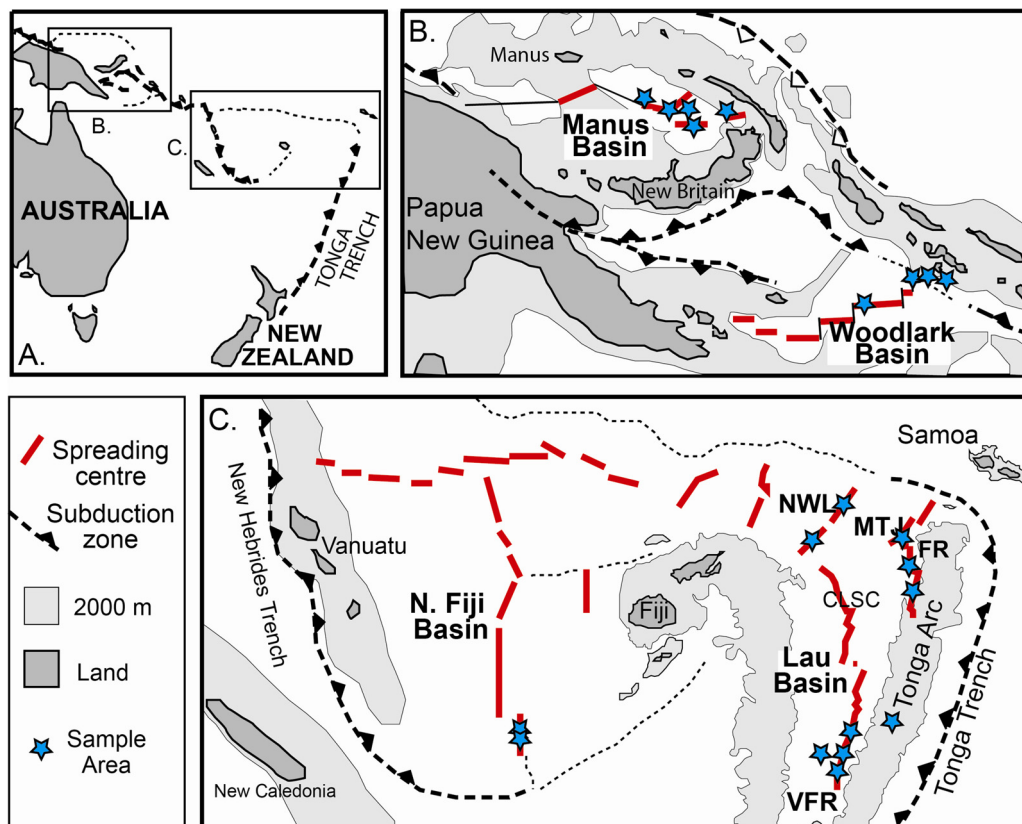 A.
B.
C.
AUSTRALIA
TONGA
TRENCH
NEW
ZEALAND
B.
Manus
Manus
Basin
New Britain
Papua
New Guinea
Woodlark
Basin
Spreading
centre
Subduction
zone
2000 m
Land
Sample
Area
C.
Samoa
New Hebrides Trench
Vanuatu
N. Fiji
Basin
Fiji
NWL
MTJ
FR
CLSC
Lau
Basin
Tonga Arc
Tonga Trench
VFR
New Caledonia